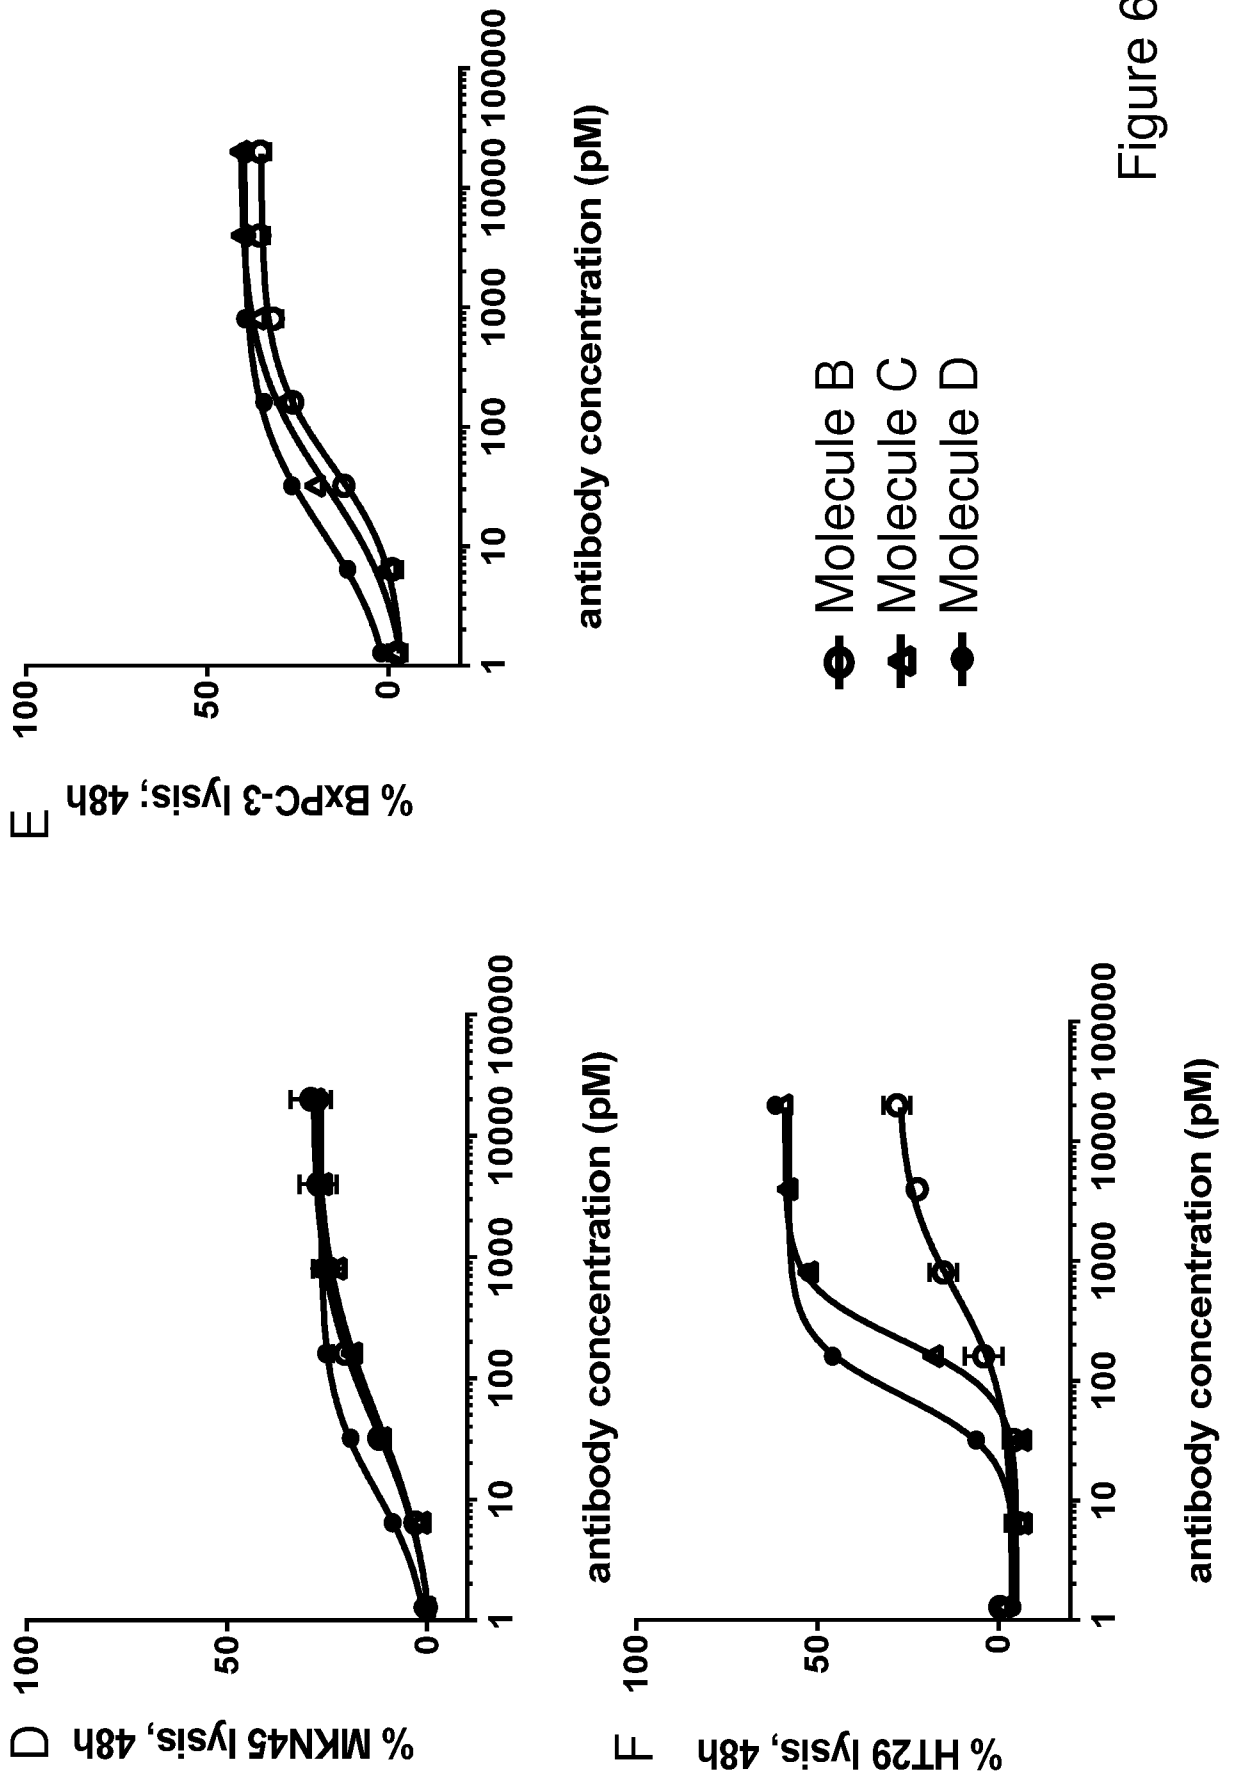 D
% MKN45 lysis, 48h
100
50
0
1 10 100 1000 10000 100000
antibody concentration (pM)
E
% BxPC-3 lysis; 48h
100
50
0
1 10 100 1000 10000 100000
antibody concentration (pM)
F
% HT29 lysis, 48h
100
50
0
1 10 100 1000 10000 100000
antibody concentration (pM)
Molecule B
Molecule C
Molecule D
Figure 6